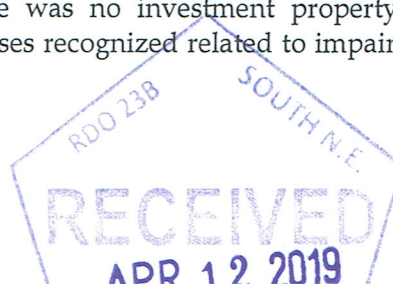 e was no investment property
ses recognized related to impair
RDO 23B
SOUTH N.E.
RECEIVED
APR 12 2019